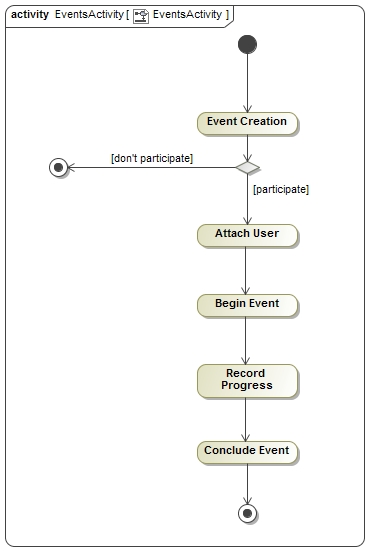 activity EventsActivity [ EventsActivity ]
Event Creation
[don't participate]
[participate]
Attach User
Begin Event
Record
Progress
Conclude Event